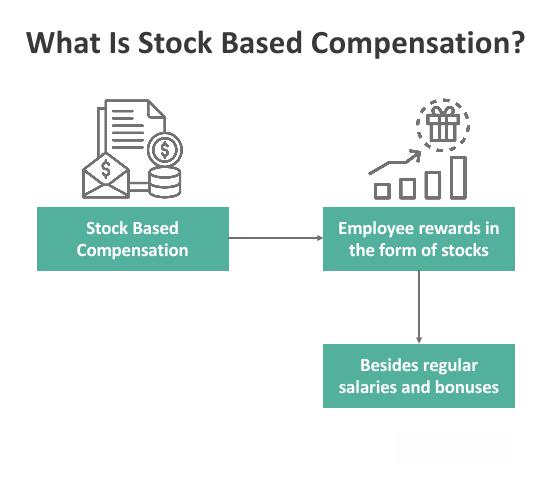 What Is Stock Based Compensation?
$
$
Stock Based
Compensation
Employee rewards in
the form of stocks
Besides regular
salaries and bonuses